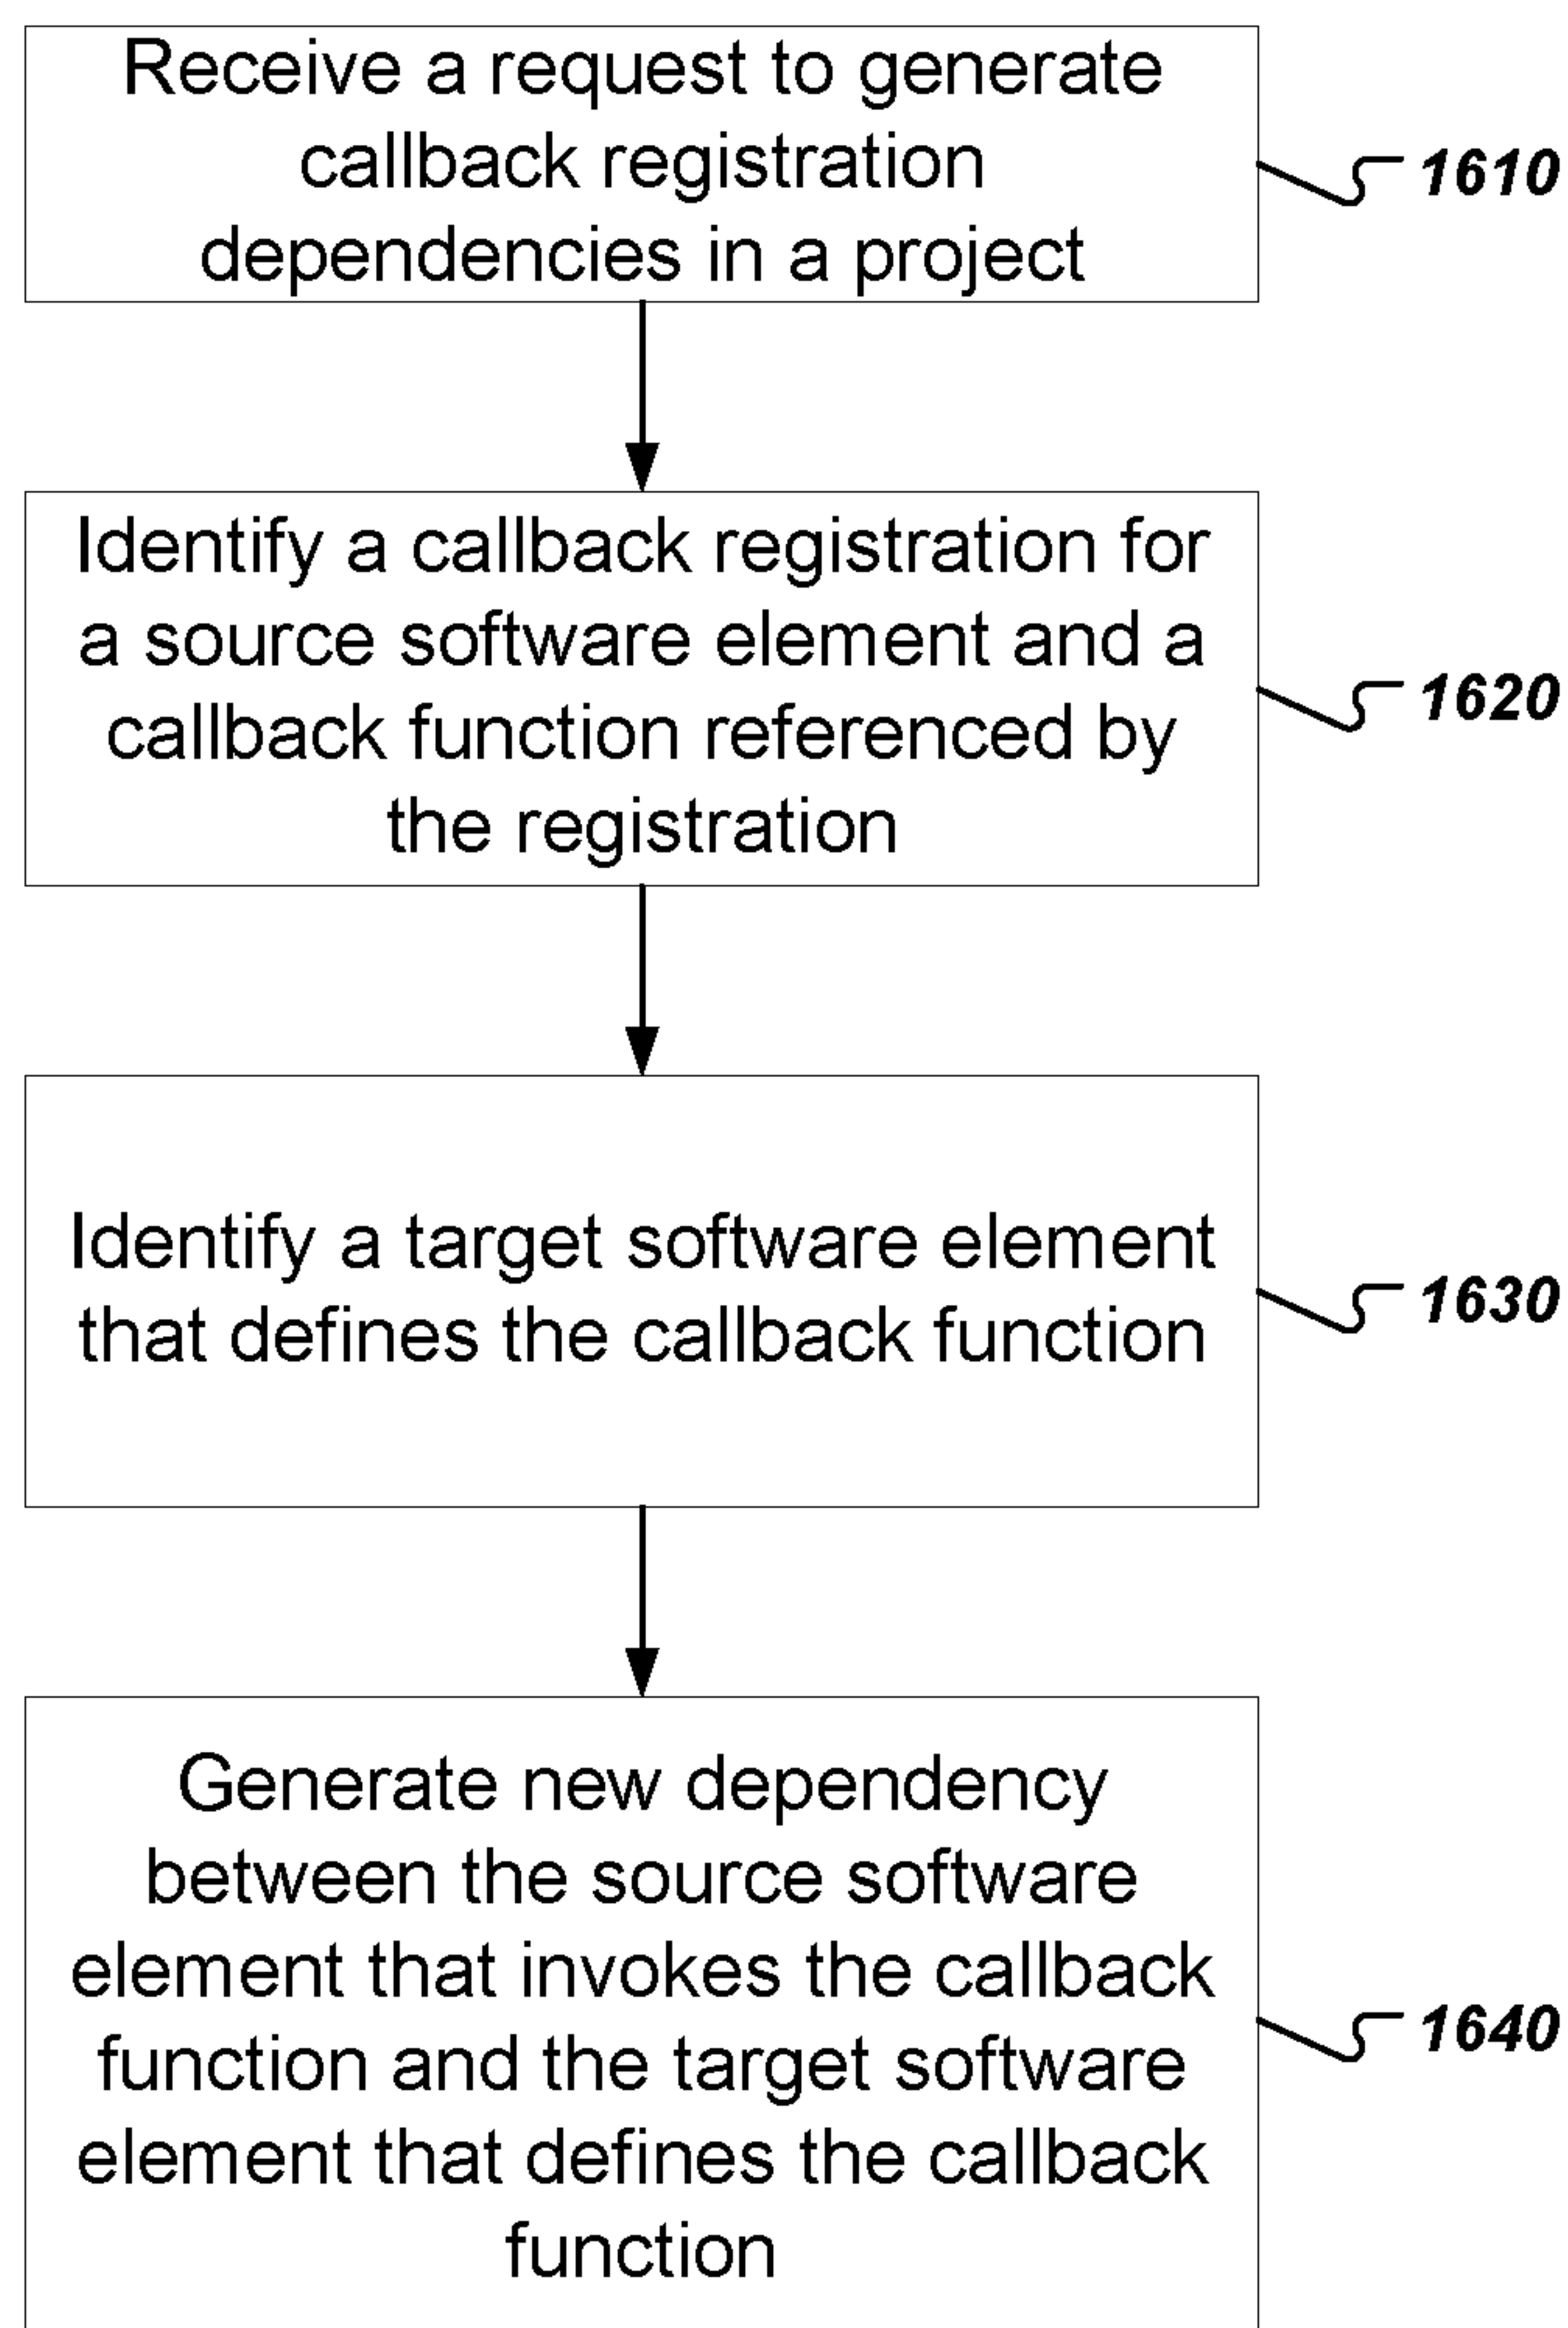 Receive a request to generate
callback registration
dependencies in a project
1610
Identify a callback registration for
a source software element and a
callback function referenced by
the registration
1620
Identify a target software element
that defines the callback function
1630
Generate new dependency
between the source software
element that invokes the callback
function and the target software
element that defines the callback
function
1640